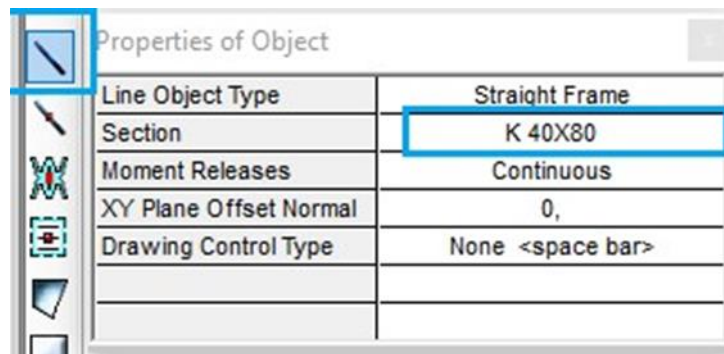 Properties of Object
Line Object Type Straight Frame
Section K 40X80
Moment Releases Continuous
XY Plane Offset Normal 0,
Drawing Control Type None <space bar>